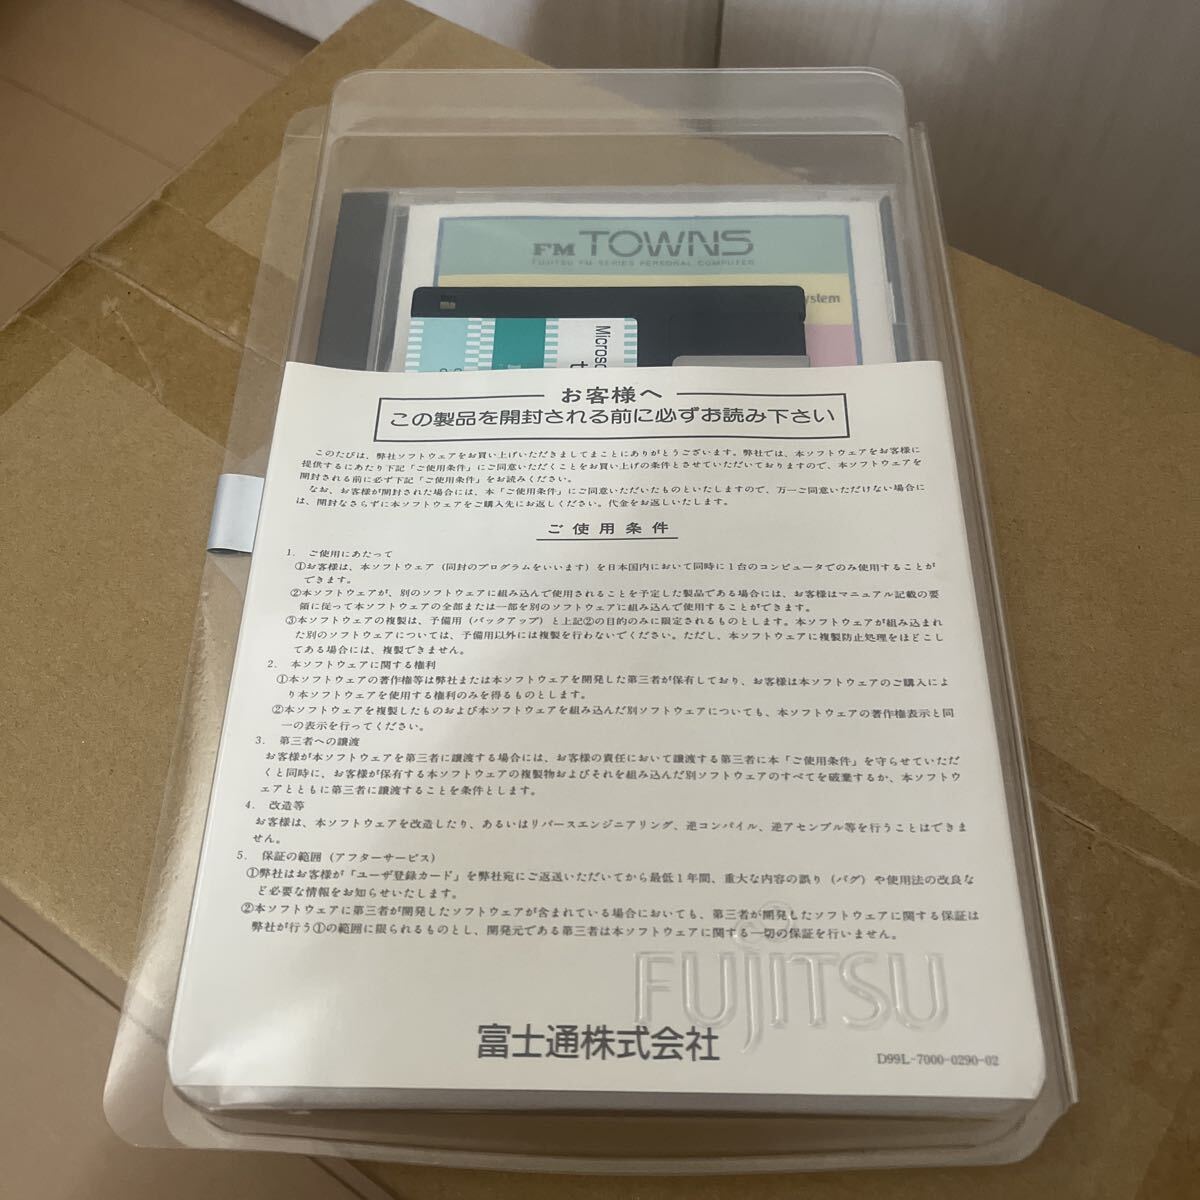 FM TOWNS
FUJITSU FM SERIES PERSONAL COMPUTER
ystem
Micros
お客様へ
この製品を開封される前に必ずお読み下さい
このたびは、弊社ソフトウェアをお買い上げいただきましてまことにありがとうございます。弊社では、本ソフトウェアをお客様に
提供するにあたり下記「ご使用条件」にご同意いただくことをお買い上げの条件とさせていただいておりますので、本ソフトウェアを
開封される前に必ず下記「ご使用条件」をお読みください。
なお、お客様が開封された場合には、本「ご使用条件」にご同意いただいたものといたしますので、万一ご同意いただけない場合に
は、開封なさらずに本ソフトウェアをご購入先にお返しください。代金をお返しいたします。
ご使用条件
1. ご使用にあたって
①お客様は、本ソフトウェア（同封のプログラムをいいます）を日本国内において同時に1台のコンピュータでのみ使用することが
できます。
②本ソフトウェアが、別のソフトウェアに組み込んで使用されることを予定した製品である場合には、お客様はマニュアル記載の要
領に従って本ソフトウェアの全部または一部を別のソフトウェアに組み込んで使用することができます。
③本ソフトウェアの複製は、予備用（バックアップ）と上記②の目的のみに限定されるものとします。本ソフトウェアが組み込まれ
た別のソフトウェアについては、予備用以外には複製を行わないでください。ただし、本ソフトウェアに複製防止処理をほどこし
てある場合には、複製できません。
2. 本ソフトウェアに関する権利
①本ソフトウェアの著作権等は弊社または本ソフトウェアを開発した第三者が保有しており、お客様は本ソフトウェアのご購入によ
り本ソフトウェアを使用する権利のみを得るものとします。
②本ソフトウェアを複製したものおよび本ソフトウェアを組み込んだ別ソフトウェアについても、本ソフトウェアの著作権表示と同
一の表示を行ってください。
3. 第三者への譲渡
お客様が本ソフトウェアを第三者に譲渡する場合には、お客様の責任において譲渡する第三者に本「ご使用条件」を守らせていただ
くと同時に、お客様が保有する本ソフトウェアの複製物およびそれを組み込んだ別ソフトウェアのすべてを破棄するか、本ソフトウ
ェアとともに第三者に譲渡することを条件とします。
4. 改造等
お客様は、本ソフトウェアを改造したり、あるいはリバースエンジニアリング、逆コンパイル、逆アセンブル等を行うことはできま
せん。
5. 保証の範囲（アフターサービス）
①弊社はお客様が「ユーザ登録カード」を弊社宛にご返送いただいてから最低1年間、重大な内容の誤り（バグ）や使用法の改良な
ど必要な情報をお知らせいたします。
②本ソフトウェアに第三者が開発したソフトウェアが含まれている場合においても、第三者が開発したソフトウェアに関する保証は
弊社が行う①の範囲に限られるものとし、開発元である第三者は本ソフトウェアに関する一切の保証を行いません。
FUJITSU
富士通株式会社
D99L-7000-0290-02